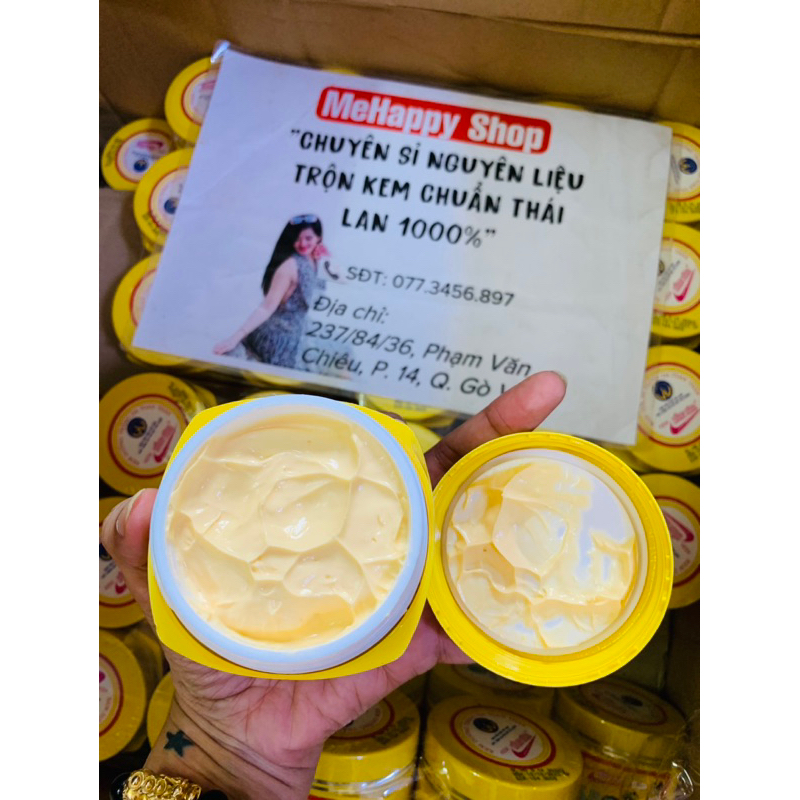 MeHappy Shop
"CHUYÊN SỈ NGUYÊN LIỆU
TRỘN KEM CHUẨN THÁI
LAN 1000%"
SĐT: 077.3456.897
Địa chỉ:
237/84/36, Phạm Văn
Chiêu, P. 14, Q. Gò